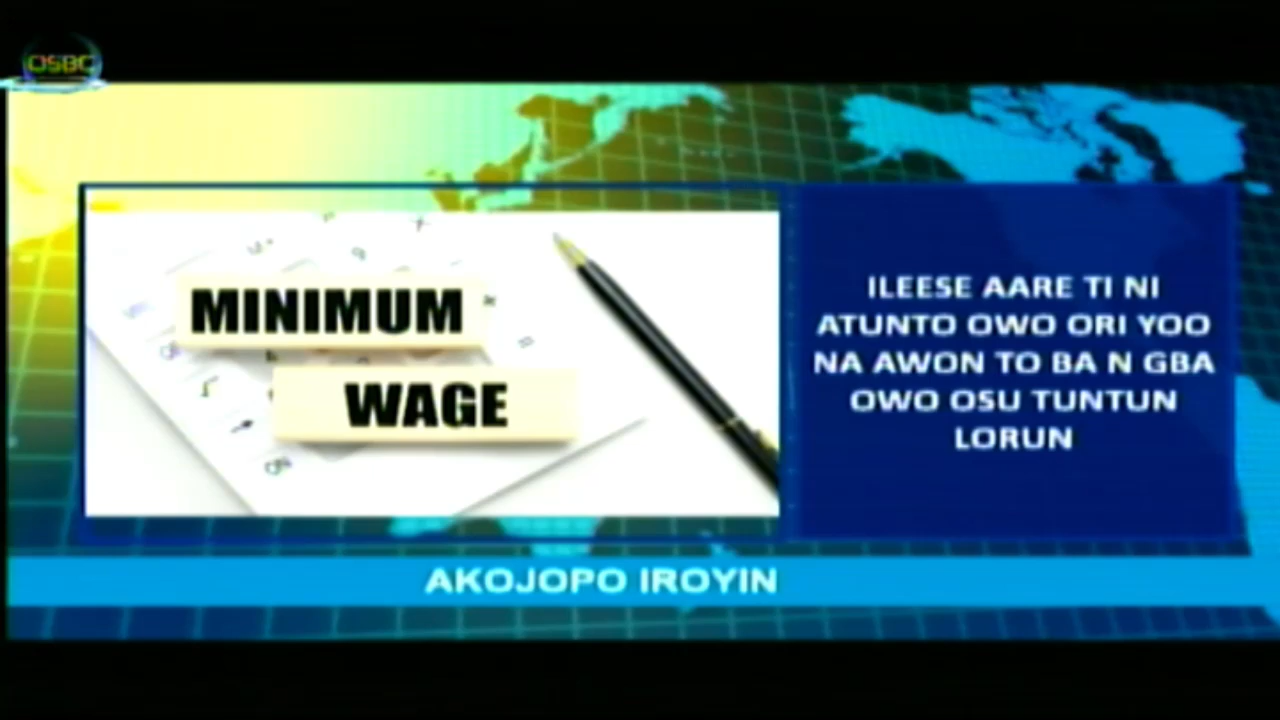 OSBC
MINIMUM
WAGE
ILEESE AARE TI NI
ATUNTO OWO ORI YOO
NA AWON TO BA N GBA
OWO OSU TUNTUN
LORUN
AKOJOPO IROYIN